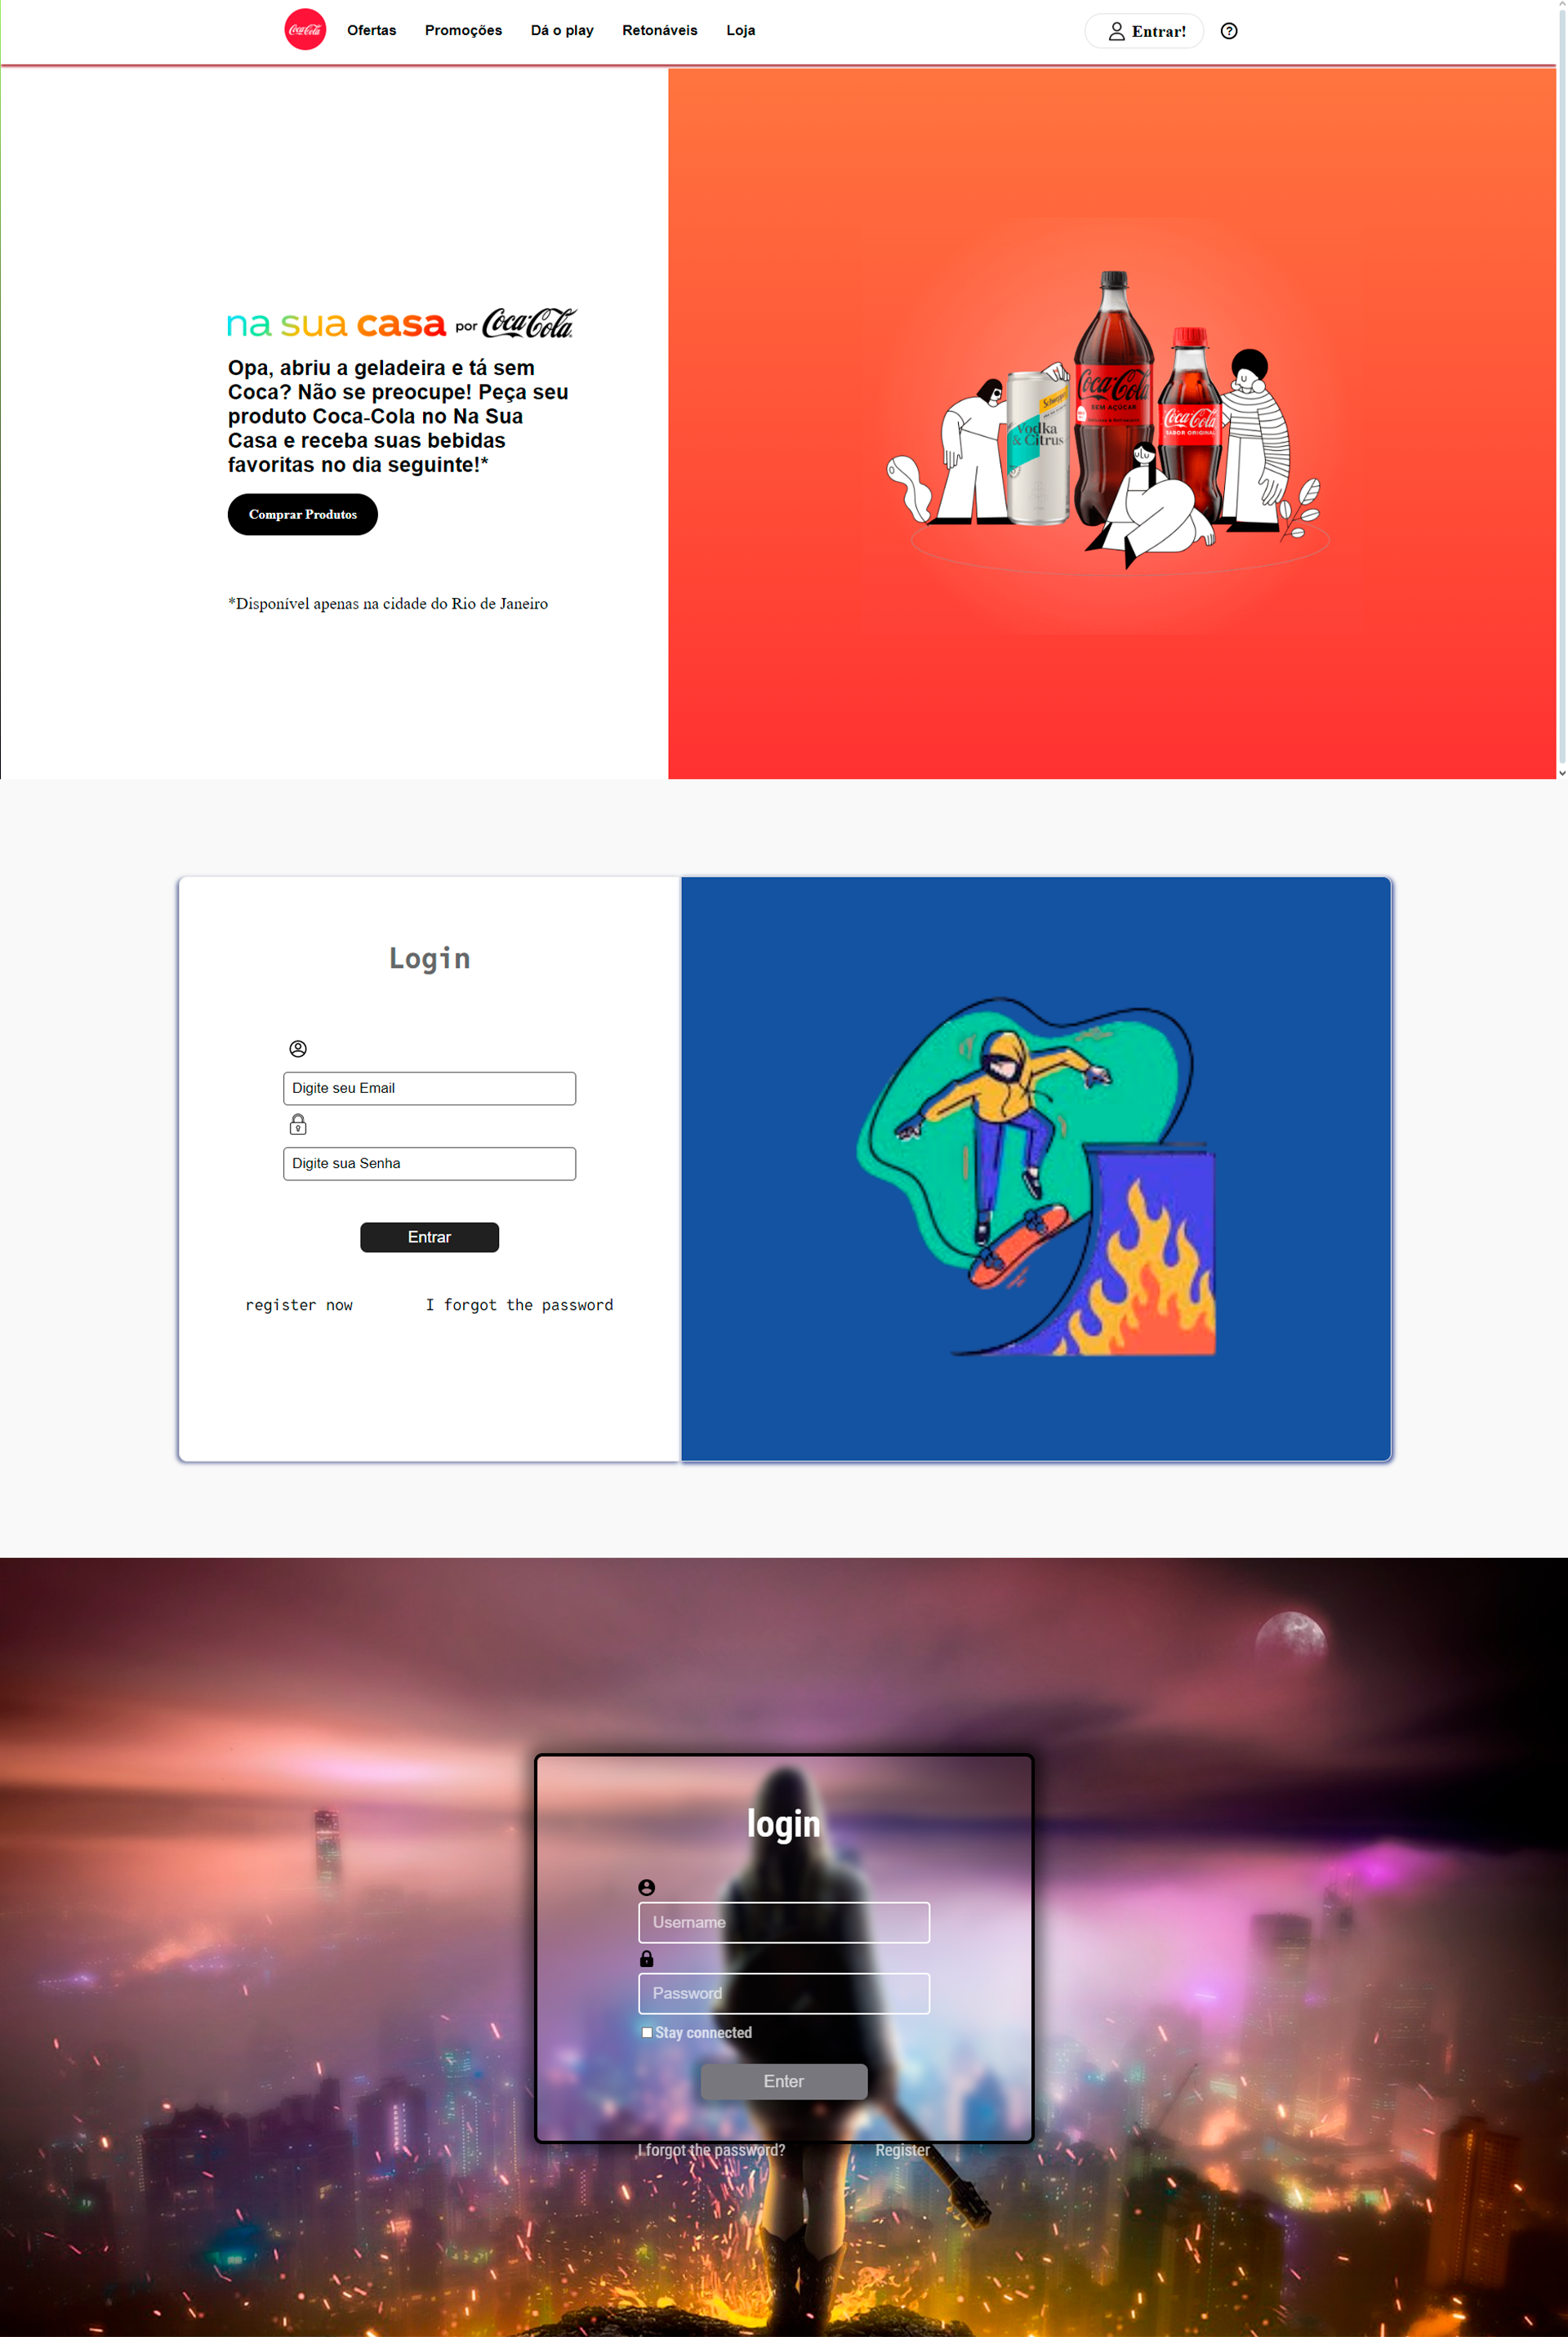 Coca-Cola Ofertas Promoções Dá o play Retonáveis Loja Entrar!
na sua casa por Coca-Cola
Opa, abriu a geladeira e tá sem
Coca? Não se preocupe! Peça seu
produto Coca-Cola no Na Sua
Casa e receba suas bebidas
favoritas no dia seguinte!*
Comprar Produtos
*Disponível apenas na cidade do Rio de Janeiro
Schweppes
Vodka
& Citrus
Coca-Cola
SEM AÇÚCAR
Coca-Cola
SABOR ORIGINAL
Login
Digite seu Email
Digite sua Senha
Entrar
register now I forgot the password
login
Username
Password
Stay connected
Enter
I forgot the password? Register